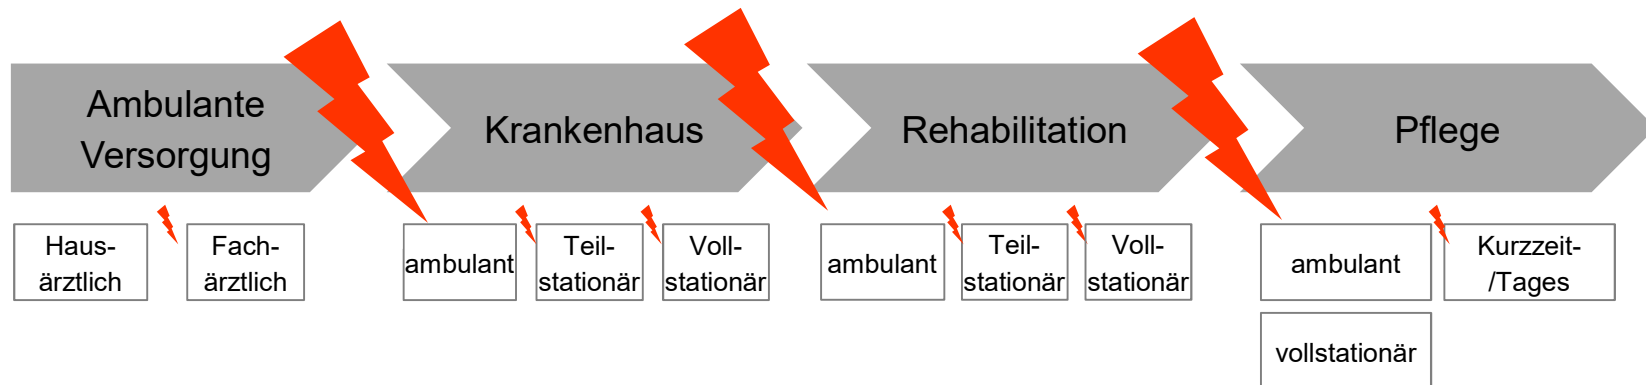 Ambulante
Versorgung
Krankenhaus
Rehabilitation
Pflege
Haus-
ärztlich
Fach-
ärztlich
ambulant
Teil-
stationär
Voll-
stationär
ambulant
Teil-
stationär
Voll-
stationär
ambulant
Kurzzeit-
/Tages
vollstationär